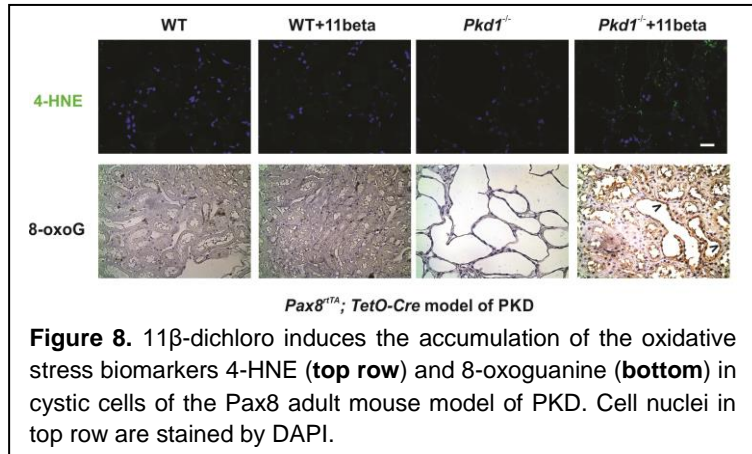 WT WT+11beta Pkd1-/- Pkd1-/-+11beta
4-HNE
8-oxoG
> >
Pax8rtTA; TetO-Cre model of PKD
Figure 8. 11β-dichloro induces the accumulation of the oxidative
stress biomarkers 4-HNE (top row) and 8-oxoguanine (bottom) in
cystic cells of the Pax8 adult mouse model of PKD. Cell nuclei in
top row are stained by DAPI.